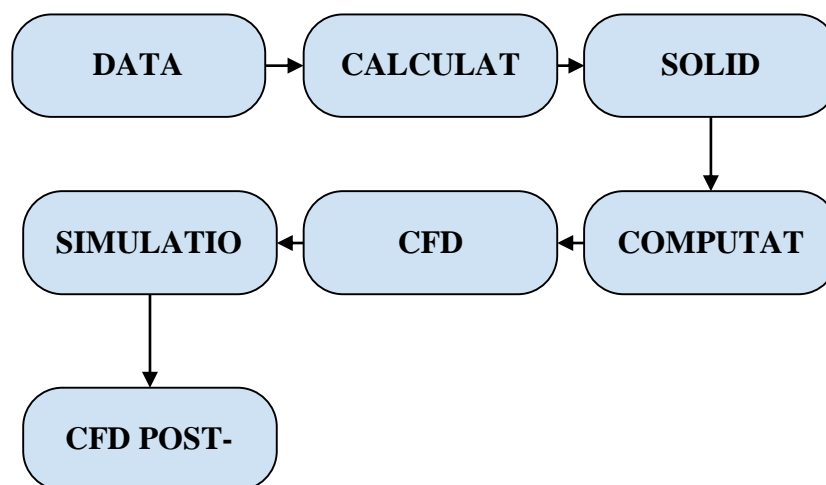 DATA
CALCULAT
SOLID
COMPUTAT
CFD
SIMULATIO
CFD POST-